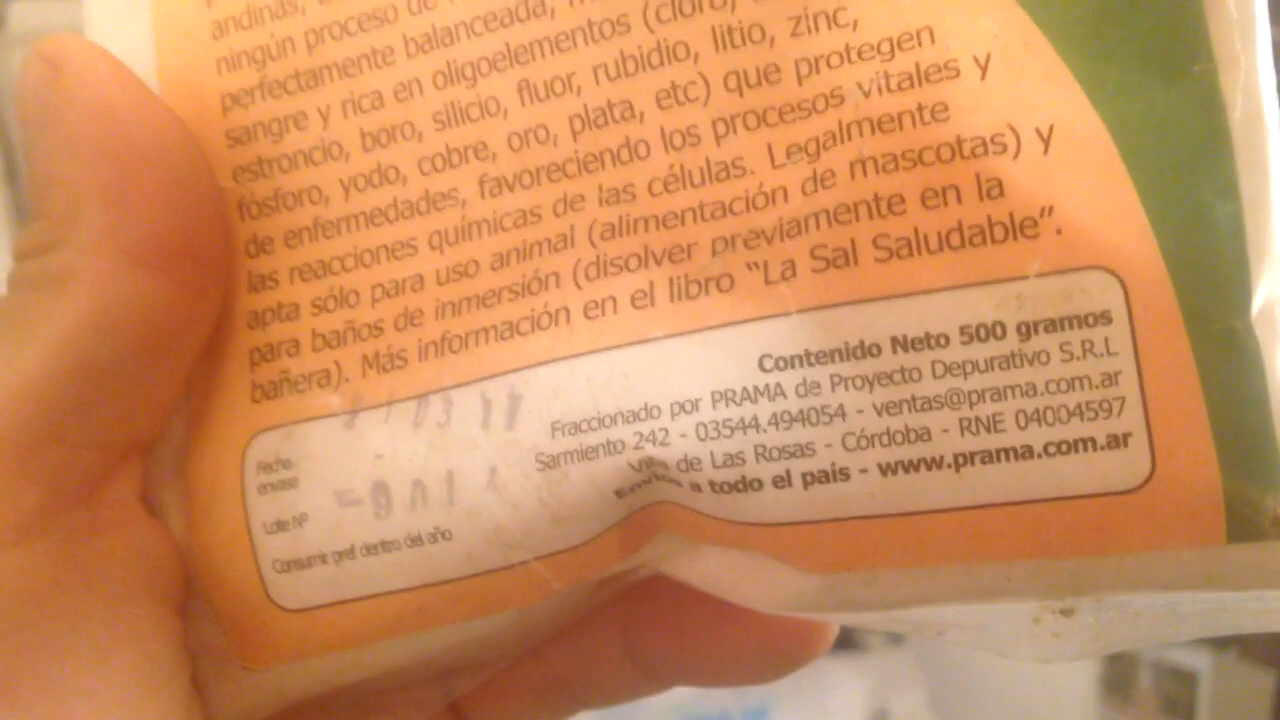 andinas,
ningún proceso de
perfectamente balanceada,
sangre y rica en oligoelementos (cloro,
estroncio, boro, silicio, fluor, rubidio, litio, zinc,
fósforo, yodo, cobre, oro, plata, etc) que protegen
de enfermedades, favoreciendo los procesos vitales y
las reacciones químicas de las células. Legalmente
apta sólo para uso animal (alimentación de mascotas) y
para baños de inmersión (disolver previamente en la
bañera). Más información en el libro "La Sal Saludable".
Contenido Neto 500 gramos
Fraccionado por PRAMA de Proyecto Depurativo S.R.L
Sarmiento 242 - 03544.494054 - ventas@prama.com.ar
Villa de Las Rosas - Córdoba - RNE 04004597
Envíos a todo el país - www.prama.com.ar
Fecha
envase
Lote Nº
Consumir pref. dentro del año